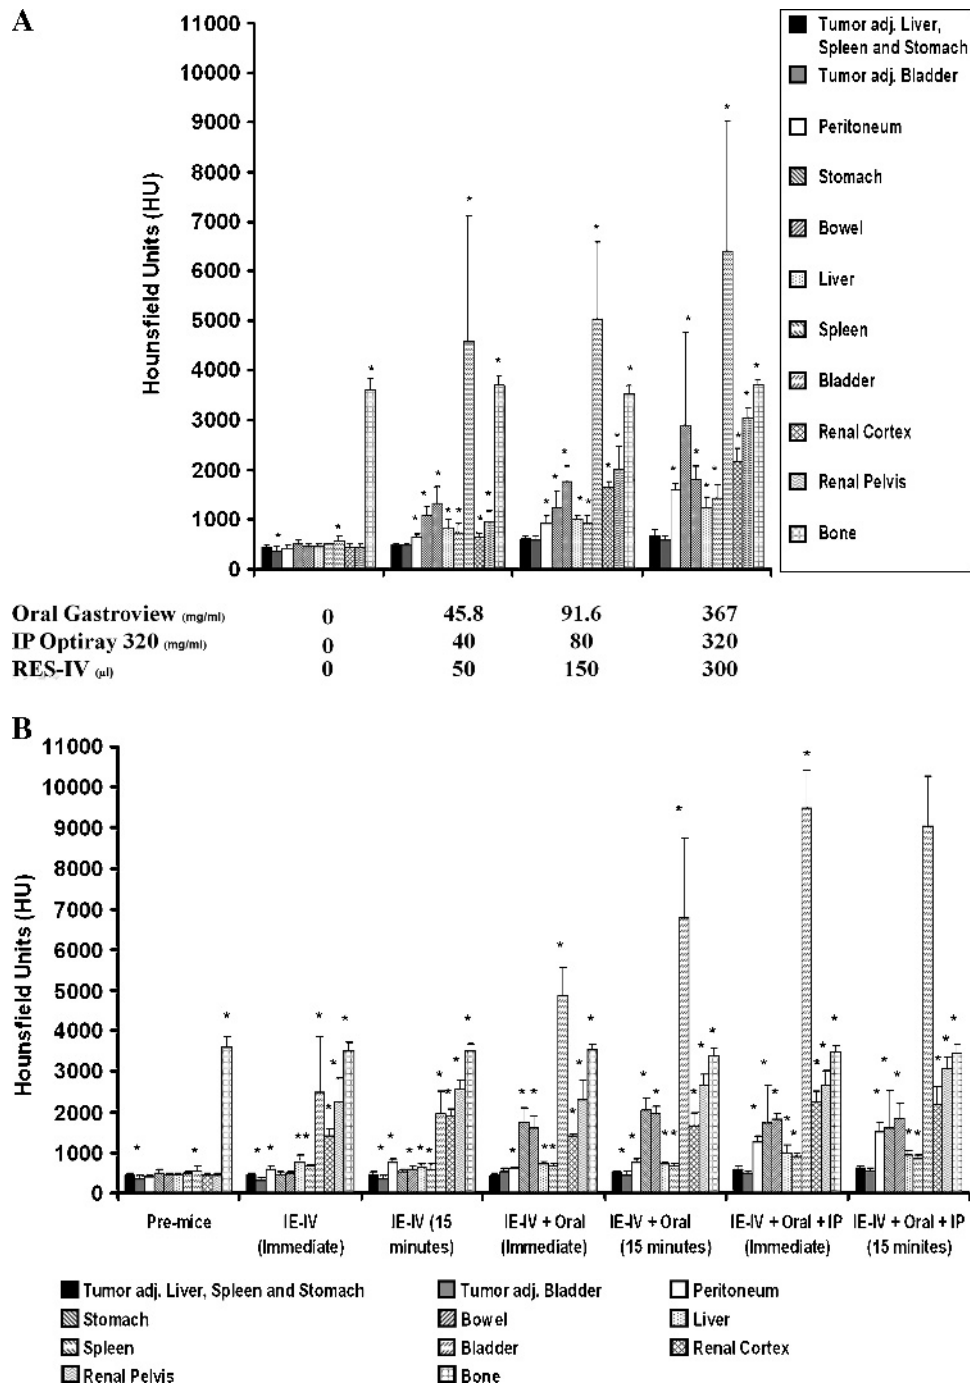 A
11000
10000
9000
8000
7000
6000
5000
4000
3000
2000
1000
0
Hounsfield Units (HU)
Tumor adj. Liver,
Spleen and Stomach
Tumor adj. Bladder
Peritoneum
Stomach
Bowel
Liver
Spleen
Bladder
Renal Cortex
Renal Pelvis
Bone
Oral Gastroview (mg/ml) 0 45.8 91.6 367
IP Optiray 320 (mg/ml) 0 40 80 320
RES-IV (µl) 0 50 150 300
B
11000
10000
9000
8000
7000
6000
5000
4000
3000
2000
1000
0
Hounsfield Units (HU)
Pre-mice IE-IV IE-IV (15 IE-IV + Oral IE-IV + Oral IE-IV + Oral + IP IE-IV + Oral + IP
(Immediate) minutes) (Immediate) (15 minutes) (Immediate) (15 minites)
Tumor adj. Liver, Spleen and Stomach Tumor adj. Bladder Peritoneum
Stomach Bowel Liver
Spleen Bladder Renal Cortex
Renal Pelvis Bone